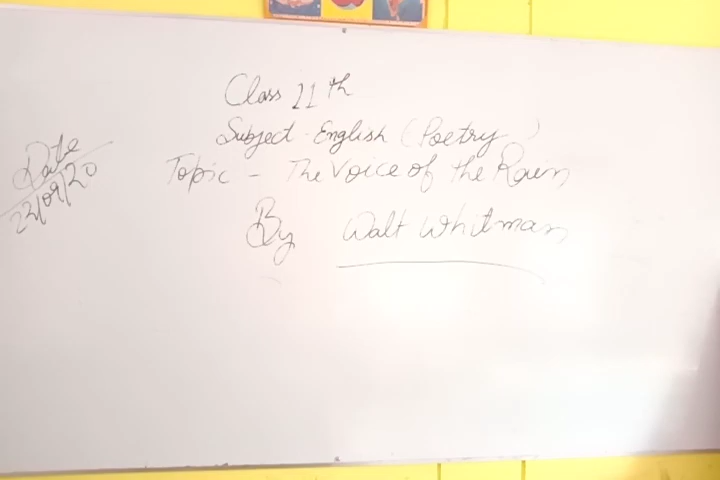 Class 11th
Subject - English (Poetry)
Topic - The Voice of the Rain
By Walt Whitman
Date
22/09/20